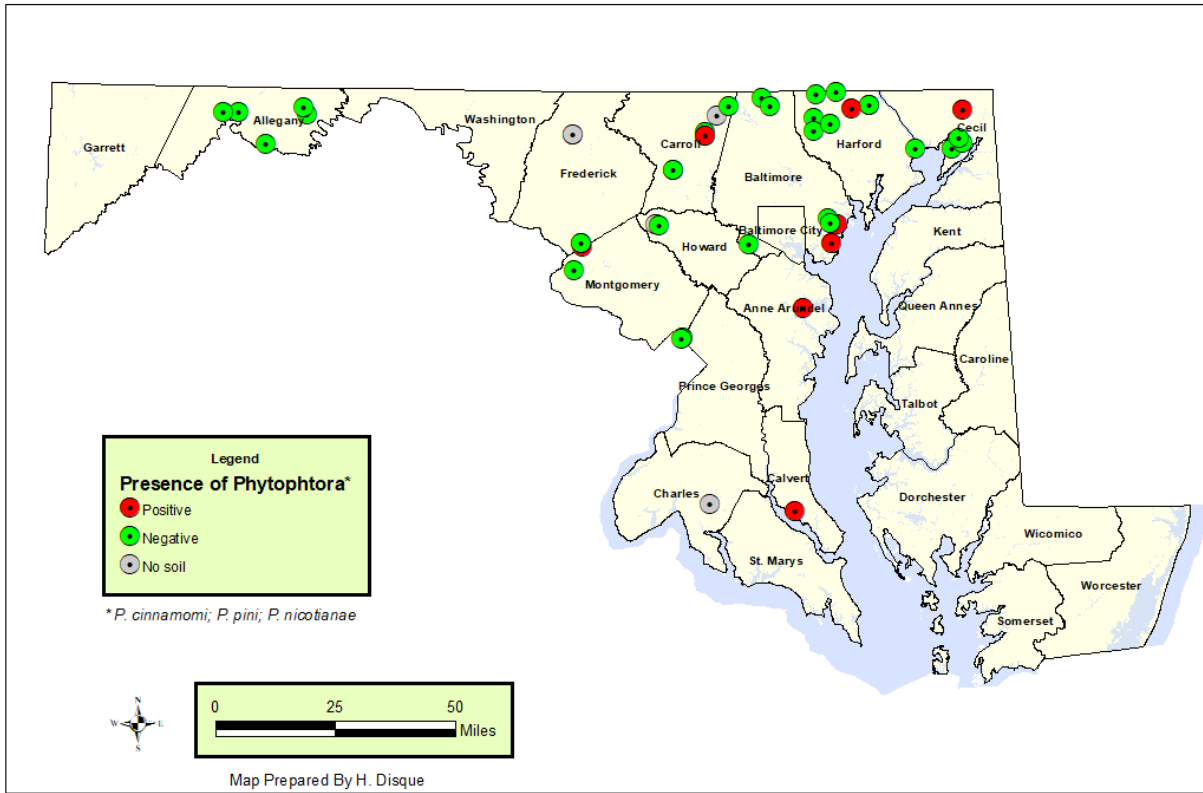 Garrett
Allegany
Washington
Frederick
Carroll
Baltimore
Harford
Cecil
Baltimore City
Howard
Kent
Montgomery
Anne Arundel
Queen Annes
Caroline
Prince Georges
Talbot
Calvert
Charles
Dorchester
St. Marys
Wicomico
Worcester
Somerset
Legend
Presence of Phytophtora*
Positive
Negative
No soil
* P. cinnamomi; P. pini; P. nicotianae
N
W E
S
0 25 50
Miles
Map Prepared By H. Disque